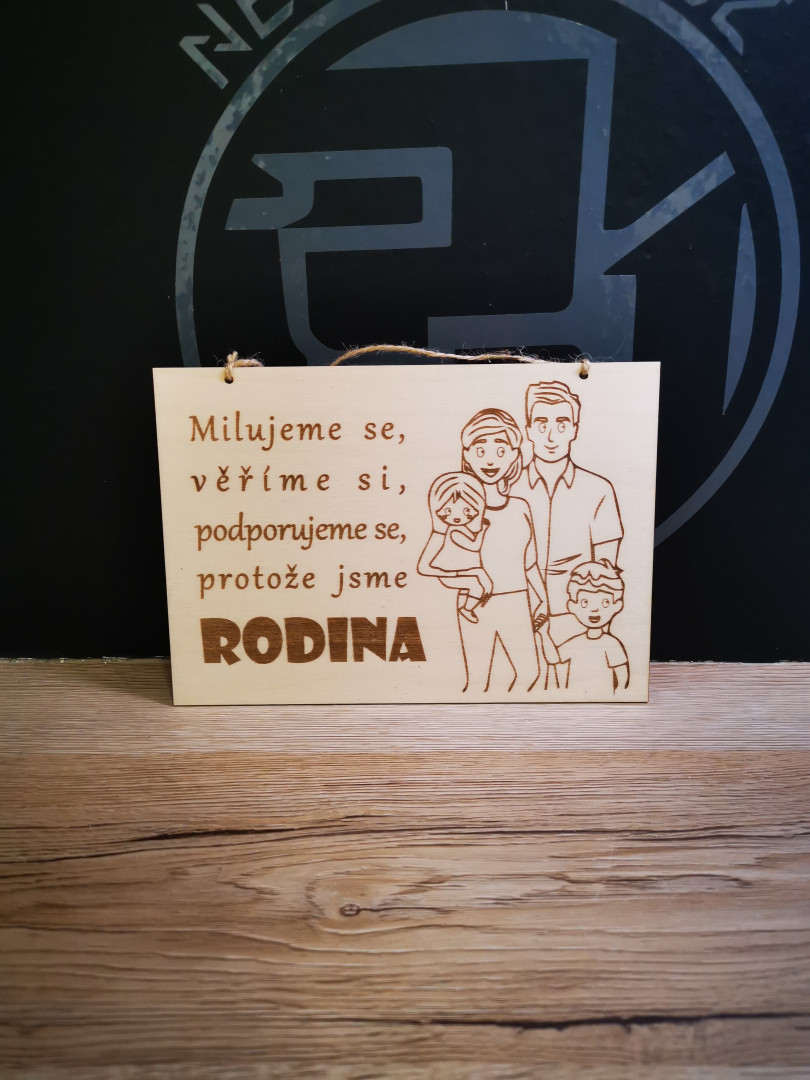 Milujeme se,
věříme si,
podporujeme se,
protože jsme
RODINA